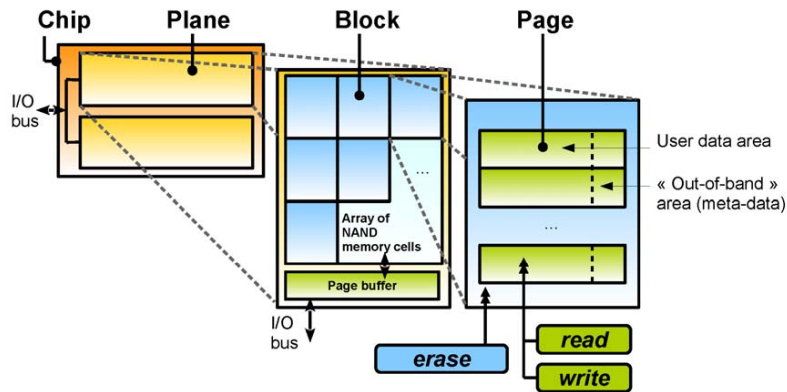 Chip
Plane
Block
Page
I/O
bus
User data area
« Out-of-band »
area (meta-data)
...
...
Array of
NAND
memory cells
Page buffer
I/O
bus
erase
read
write